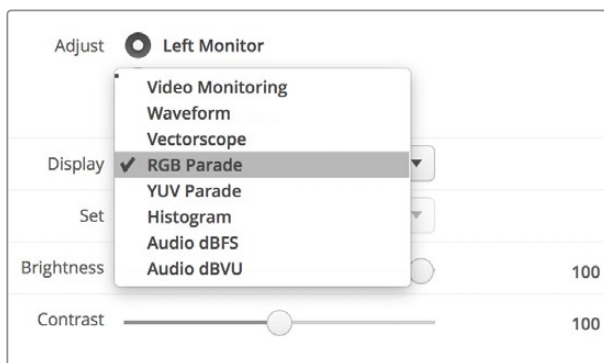 Adjust Left Monitor
Video Monitoring
Waveform
Vectorscope
Display ✓ RGB Parade
YUV Parade
Set Histogram
Audio dBFS
Brightness Audio dBVU 100
Contrast 100